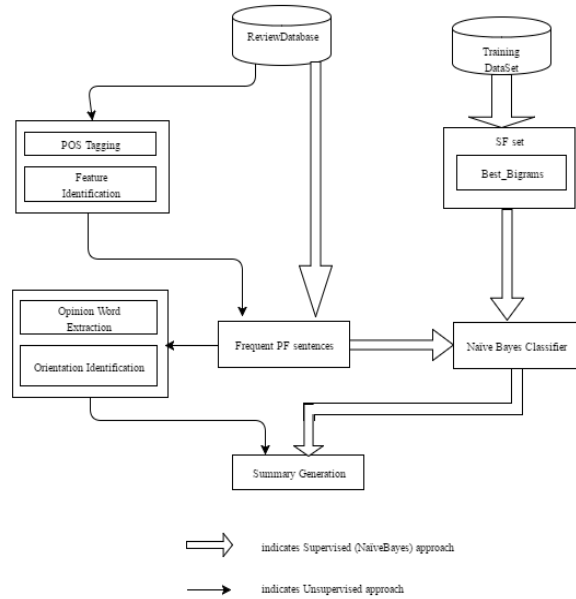 ReviewDatabase
Training
DataSet
POS Tagging
Feature
Identification
SF set
Best_Bigrams
Opinion Word
Extraction
Orientation Identification
Frequent PF sentences
Naïve Bayes Classifier
Summary Generation
indicates Supervised (NaïveBayes) approach
indicates Unsupervised approach